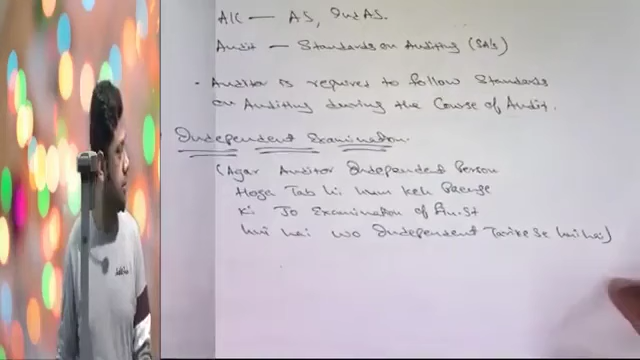 A/c — AS, Ind AS.
Audit — Standards on Auditing (SA's)
- Auditor is required to follow Standards
on Auditing during the Course of Audit.
Independent Examination.
(Agar Auditor Independent Person
Hoga Tab hi hum keh Paenge
Ki Jo Examination of Fin. St
hui hai wo Independent Tarike se hui hai)